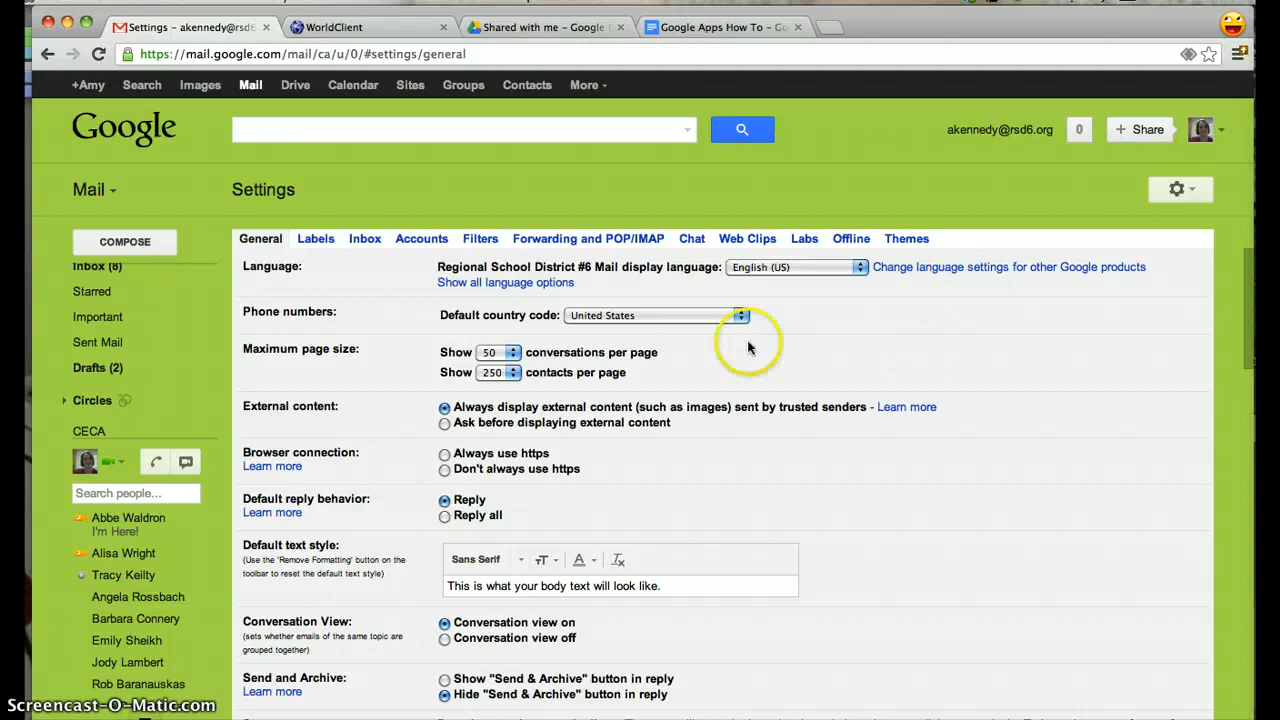 Settings - akennedy@rsd6
WorldClient
Shared with me - Google
Google Apps How To - Go
https://mail.google.com/mail/ca/u/0/#settings/general
+Amy Search Images Mail Drive Calendar Sites Groups Contacts More
Google
akennedy@rsd6.org 0 + Share
Mail
Settings
COMPOSE
General Labels Inbox Accounts Filters Forwarding and POP/IMAP Chat Web Clips Labs Offline Themes
Inbox (8)
Starred
Important
Sent Mail
Drafts (2)
Circles
CECA
Search people...
Abbe Waldron
I'm Here!
Alisa Wright
Tracy Keilty
Angela Rossbach
Barbara Connery
Emily Sheikh
Jody Lambert
Rob Baranauskas
Language:
Regional School District #6 Mail display language: English (US) Change language settings for other Google products
Show all language options
Phone numbers:
Default country code: United States
Maximum page size:
Show 50 conversations per page
Show 250 contacts per page
External content:
Always display external content (such as images) sent by trusted senders - Learn more
Ask before displaying external content
Browser connection:
Learn more
Always use https
Don't always use https
Default reply behavior:
Learn more
Reply
Reply all
Default text style:
(Use the 'Remove Formatting' button on the
toolbar to reset the default text style)
Sans Serif
This is what your body text will look like.
Conversation View:
(sets whether emails of the same topic are
grouped together)
Conversation view on
Conversation view off
Send and Archive:
Learn more
Show "Send & Archive" button in reply
Hide "Send & Archive" button in reply
Screencast-O-Matic.com